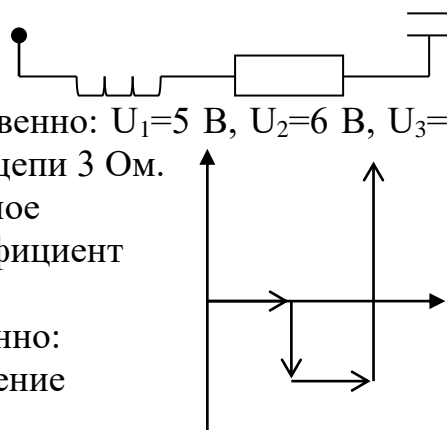 венно: U₁=5 В, U₂=6 В, U₃=
цепи 3 Ом.
ное
фициент
нно:
ение